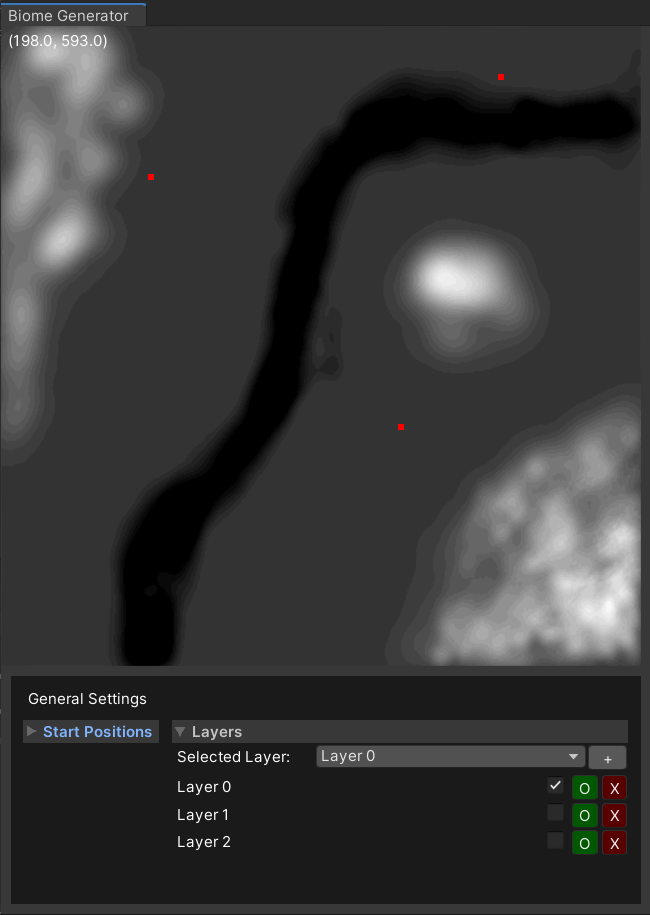 Biome Generator
(198.0, 593.0)
General Settings
Start Positions
Layers
Selected Layer: Layer 0 +
Layer 0 O X
Layer 1 O X
Layer 2 O X